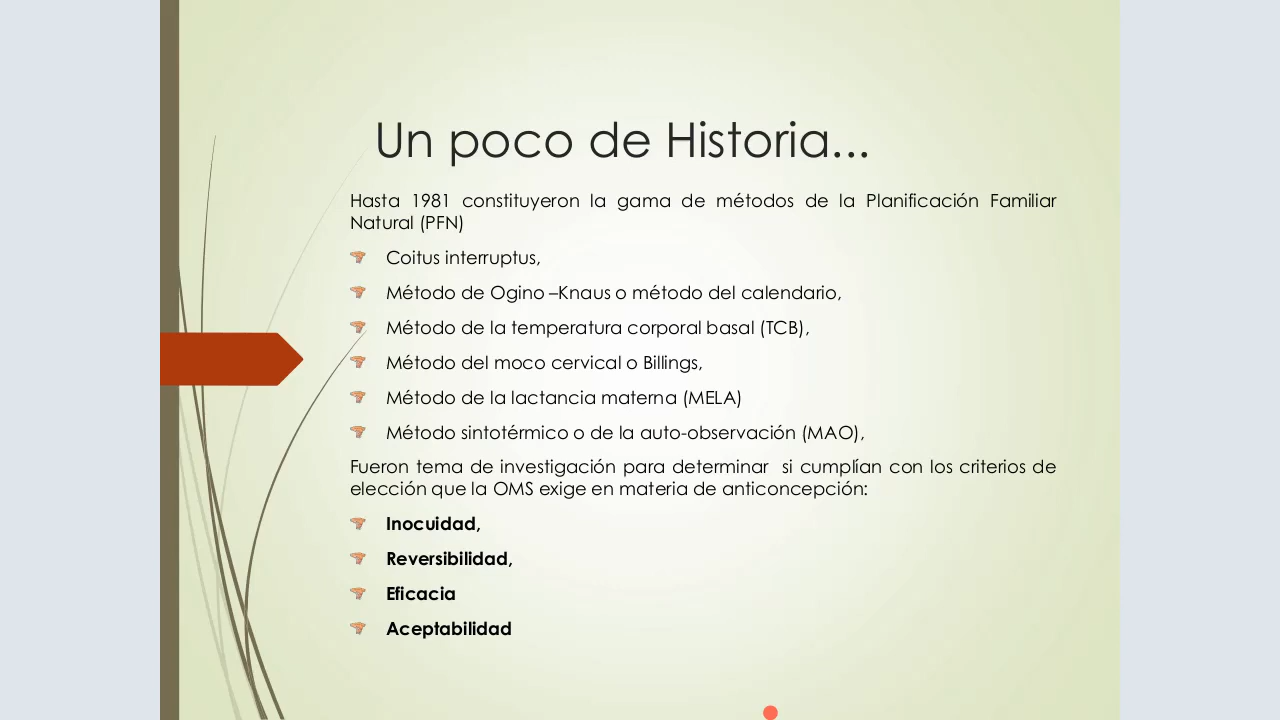 Un poco de Historia...
Hasta 1981 constituyeron la gama de métodos de la Planificación Familiar
Natural (PFN)
Coitus interruptus,
Método de Ogino –Knaus o método del calendario,
Método de la temperatura corporal basal (TCB),
Método del moco cervical o Billings,
Método de la lactancia materna (MELA)
Método sintotérmico o de la auto-observación (MAO),
Fueron tema de investigación para determinar si cumplían con los criterios de
elección que la OMS exige en materia de anticoncepción:
Inocuidad,
Reversibilidad,
Eficacia
Aceptabilidad